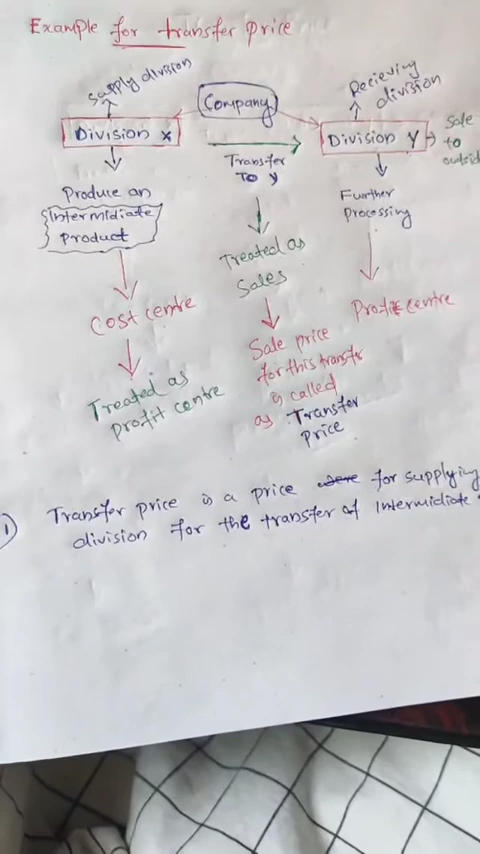 Example for transfer price
Supply division
Company
Recieving
division
Division X
Division Y
Sale
to
outsid
Transfer
To Y
Produce an
Intermidiate
Product
Further
Processing
Treated as
Sales
Cost centre
Profit centre
Sale price
for this transfer
is called
as Transfer
Price
Treated as
profit centre
1) Transfer price is a price for supplying
division for the transfer of Intermidiate